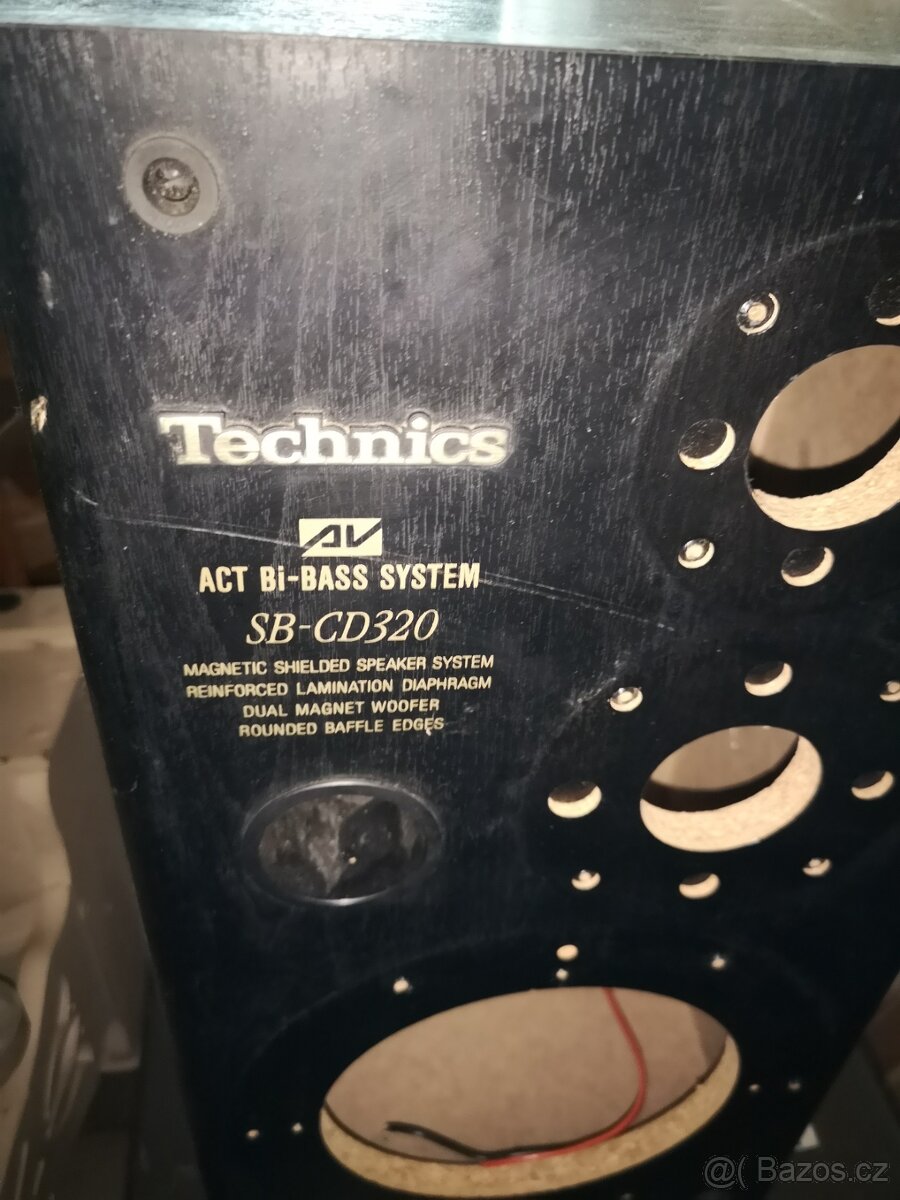 Technics
AV
ACT Bi-BASS SYSTEM
SB-CD320
MAGNETIC SHIELDED SPEAKER SYSTEM
REINFORCED LAMINATION DIAPHRAGM
DUAL MAGNET WOOFER
ROUNDED BAFFLE EDGES
@( Bazos.cz